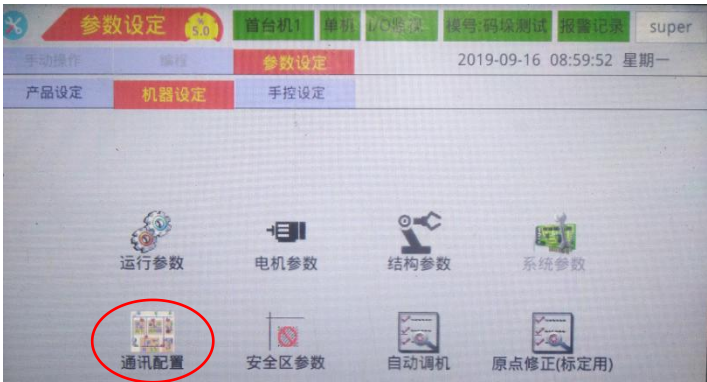 参数设定 % 5.0 首台机1 单机 I/O监视 模号:码垛测试 报警记录 super
手动操作 编程 参数设定 2019-09-16 08:59:52 星期一
产品设定 机器设定 手控设定
运行参数 电机参数 结构参数 系统参数
通讯配置 安全区参数 自动调机 原点修正(标定用)